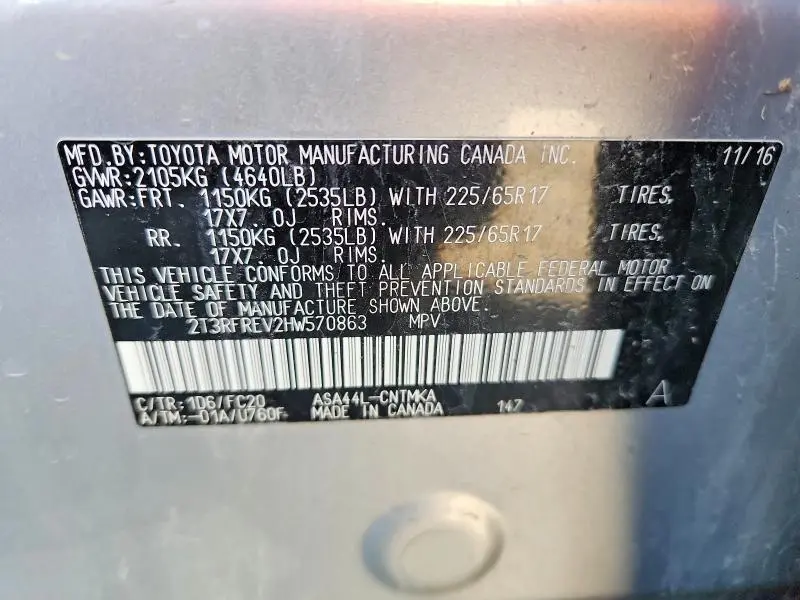 MFD.BY:TOYOTA MOTOR MANUFACTURING CANADA INC. 11/16
GVWR:2105KG (4640LB)
GAWR:FRT. 1150KG (2535LB) WITH 225/65R17 TIRES,
17X7.0J RIMS.
RR. 1150KG (2535LB) WITH 225/65R17 TIRES,
17X7.0J RIMS.
THIS VEHICLE CONFORMS TO ALL APPLICABLE FEDERAL MOTOR
VEHICLE SAFETY AND THEFT PREVENTION STANDARDS IN EFFECT ON
THE DATE OF MANUFACTURE SHOWN ABOVE.
2T3RFREV2HW570863 MPV
C/TR:1D6/FC20 ASA44L-CNTMKA
A/TM:-01A/U760F MADE IN CANADA 147 A